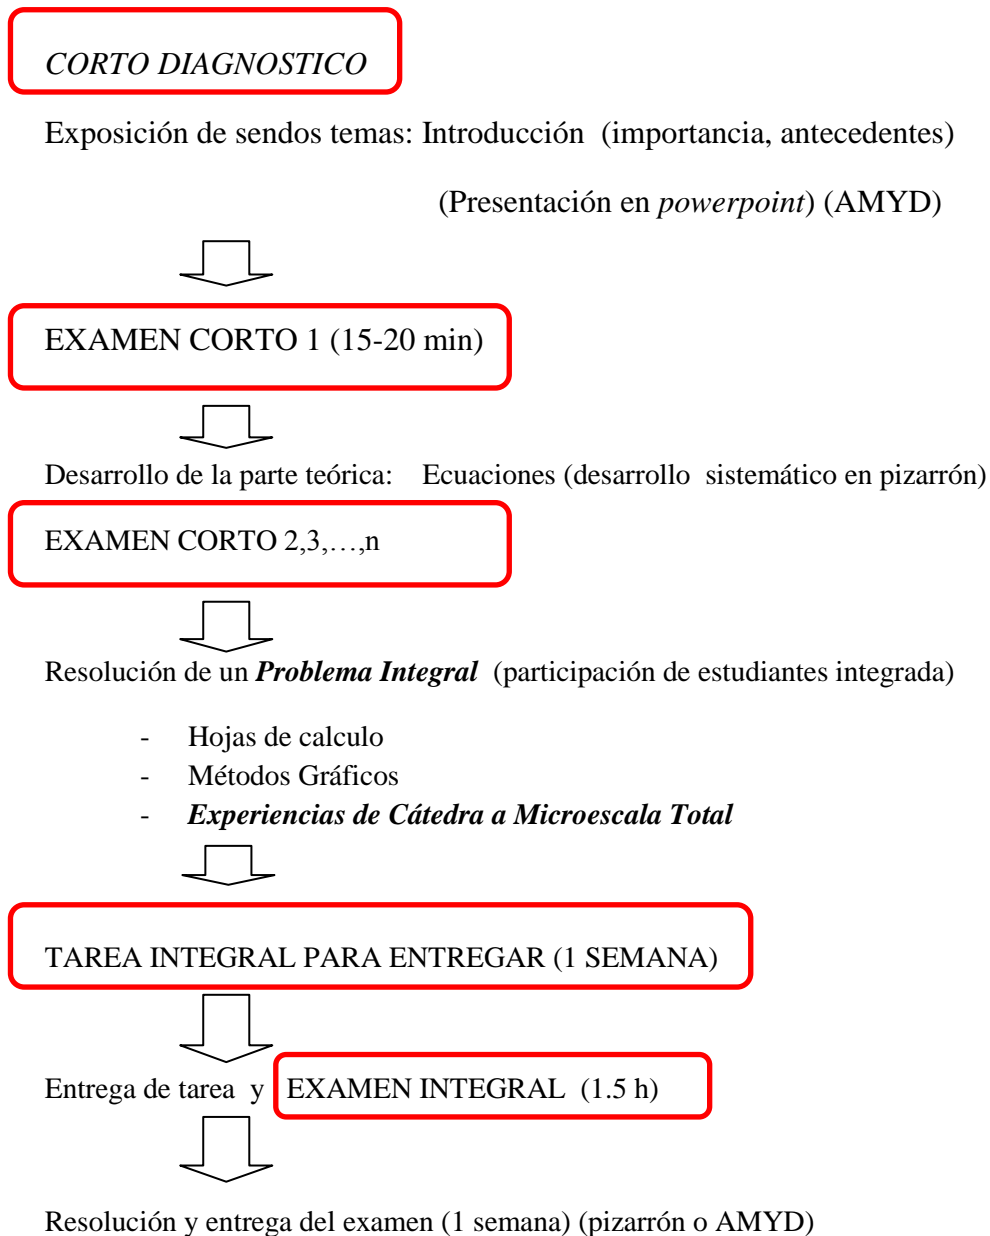 CORTO DIAGNOSTICO
Exposición de sendos temas: Introducción (importancia, antecedentes)
(Presentación en powerpoint) (AMYD)
EXAMEN CORTO 1 (15-20 min)
Desarrollo de la parte teórica: Ecuaciones (desarrollo sistemático en pizarrón)
EXAMEN CORTO 2,3,…,n
Resolución de un Problema Integral (participación de estudiantes integrada)
- Hojas de calculo
- Métodos Gráficos
- Experiencias de Cátedra a Microescala Total
TAREA INTEGRAL PARA ENTREGAR (1 SEMANA)
Entrega de tarea y EXAMEN INTEGRAL (1.5 h)
Resolución y entrega del examen (1 semana) (pizarrón o AMYD)